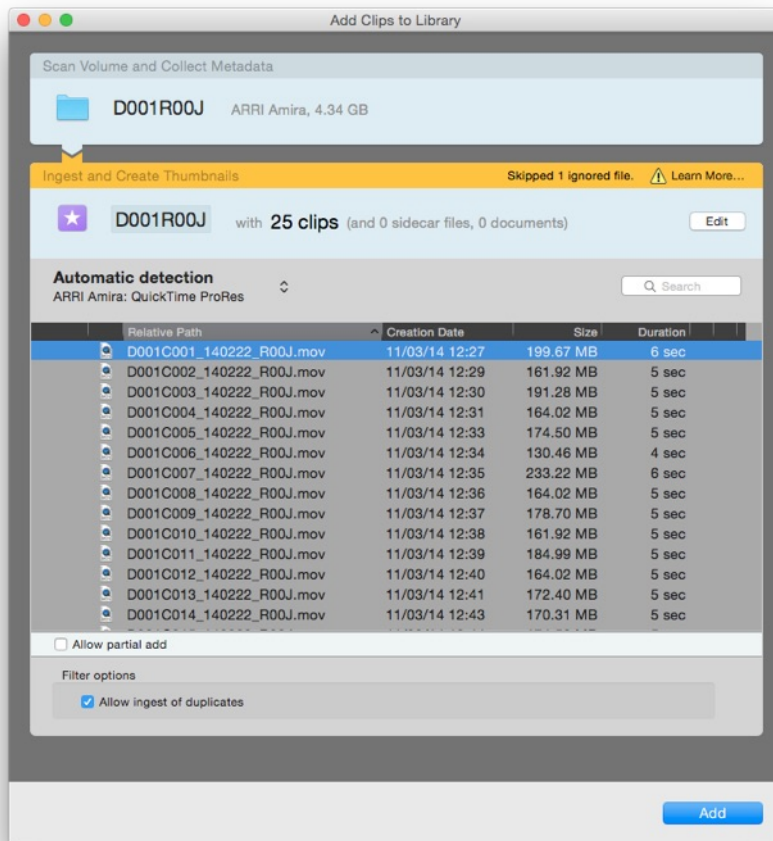 Add Clips to Library
Scan Volume and Collect Metadata
D001R00J ARRI Amira, 4.34 GB
Ingest and Create Thumbnails Skipped 1 ignored file. Learn More...
D001R00J with 25 clips (and 0 sidecar files, 0 documents) Edit
Automatic detection
ARRI Amira: QuickTime ProRes
Search
Relative Path Creation Date Size Duration
D001C001_140222_R00J.mov 11/03/14 12:27 199.67 MB 6 sec
D001C002_140222_R00J.mov 11/03/14 12:29 161.92 MB 5 sec
D001C003_140222_R00J.mov 11/03/14 12:30 191.28 MB 5 sec
D001C004_140222_R00J.mov 11/03/14 12:31 164.02 MB 5 sec
D001C005_140222_R00J.mov 11/03/14 12:33 174.50 MB 5 sec
D001C006_140222_R00J.mov 11/03/14 12:34 130.46 MB 4 sec
D001C007_140222_R00J.mov 11/03/14 12:35 233.22 MB 6 sec
D001C008_140222_R00J.mov 11/03/14 12:36 164.02 MB 5 sec
D001C009_140222_R00J.mov 11/03/14 12:37 178.70 MB 5 sec
D001C010_140222_R00J.mov 11/03/14 12:38 161.92 MB 5 sec
D001C011_140222_R00J.mov 11/03/14 12:39 184.99 MB 5 sec
D001C012_140222_R00J.mov 11/03/14 12:40 164.02 MB 5 sec
D001C013_140222_R00J.mov 11/03/14 12:41 172.40 MB 5 sec
D001C014_140222_R00J.mov 11/03/14 12:43 170.31 MB 5 sec
Allow partial add
Filter options
Allow ingest of duplicates
Add